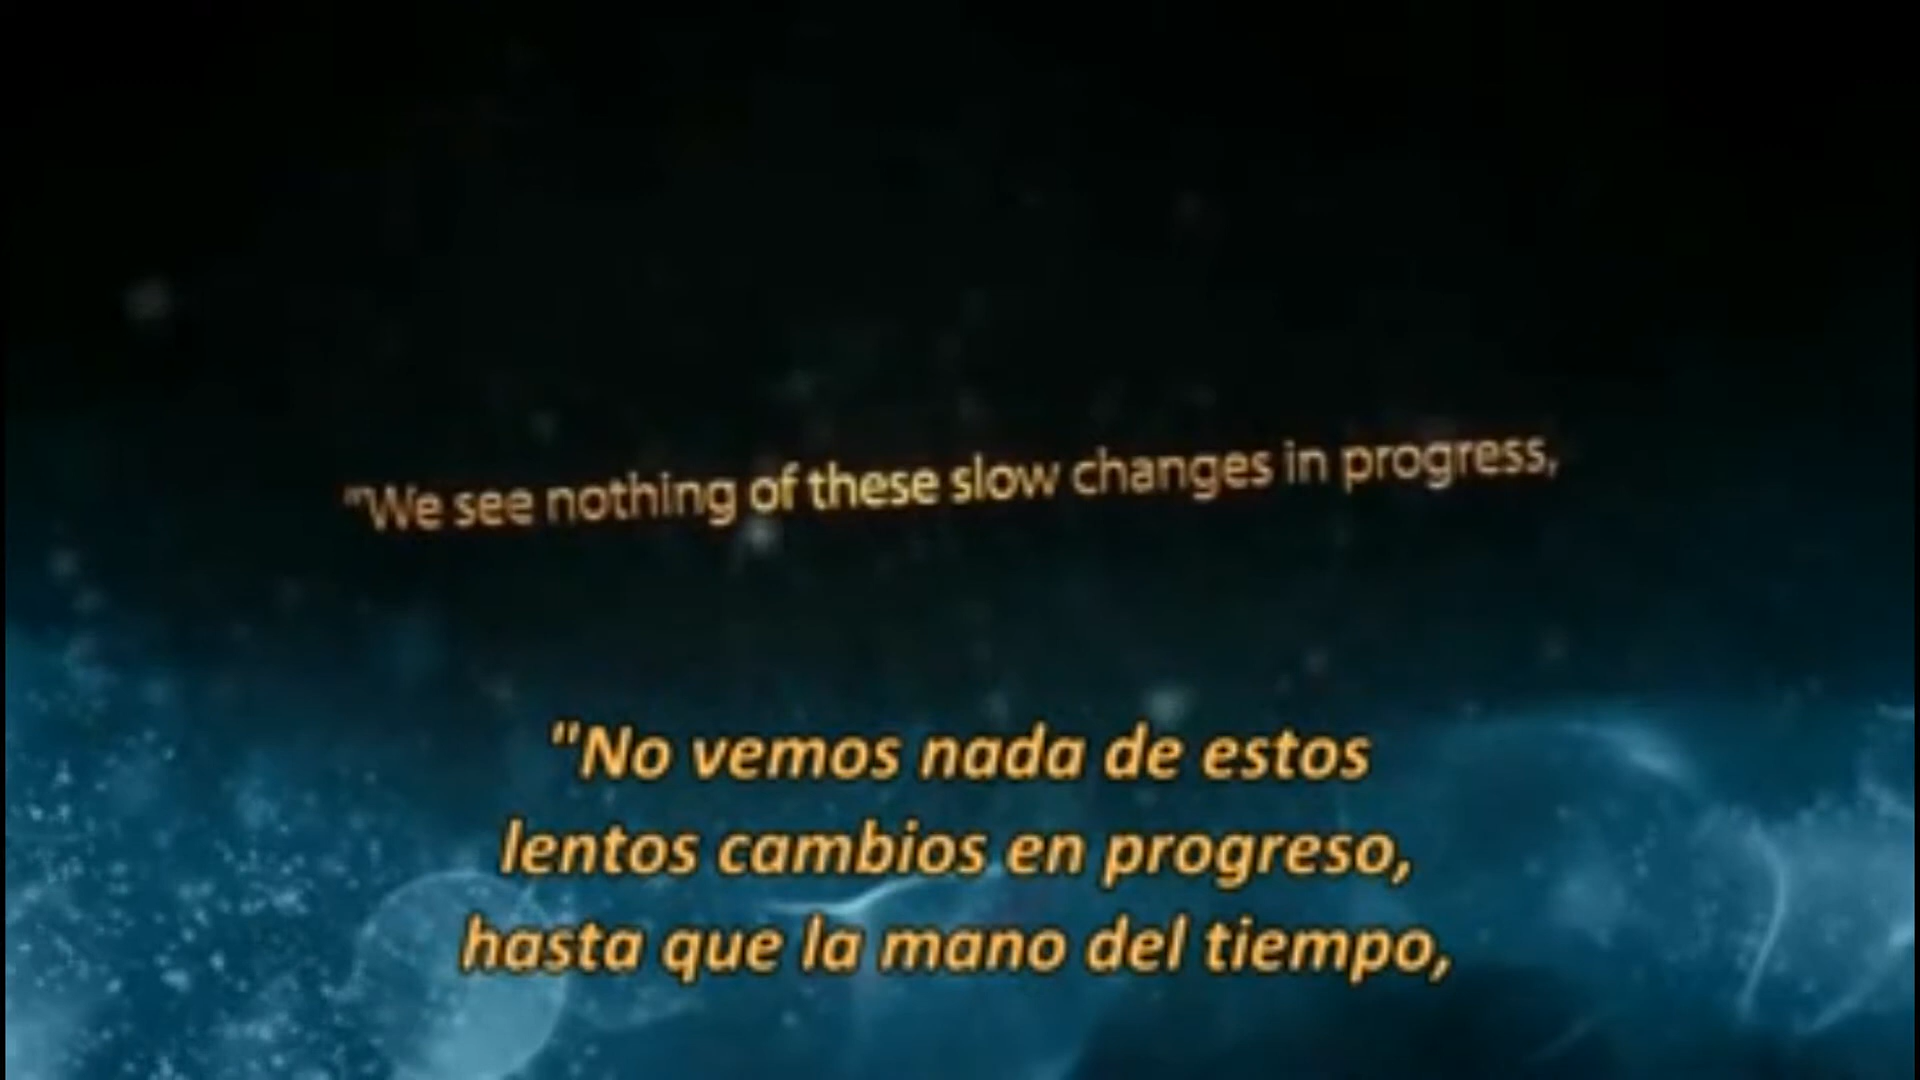 "We see nothing of these slow changes in progress,
"No vemos nada de estos
lentos cambios en progreso,
hasta que la mano del tiempo,